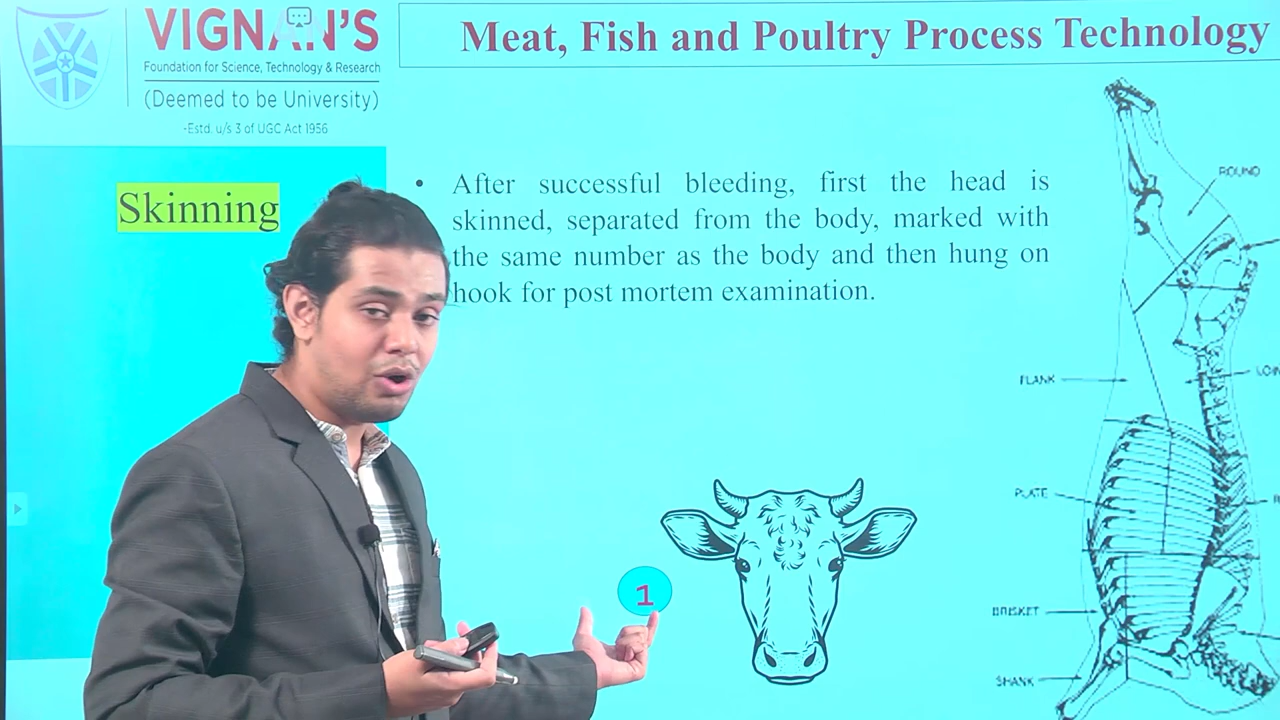 VIGNAN'S
Foundation for Science, Technology & Research
(Deemed to be University)
-Estd. u/s 3 of UGC Act 1956
Meat, Fish and Poultry Process Technology
Skinning
• After successful bleeding, first the head is
skinned, separated from the body, marked with
the same number as the body and then hung on
hook for post mortem examination.
ROUND
FLANK
LOIN
PLATE
R
BRISKET
SHANK
1